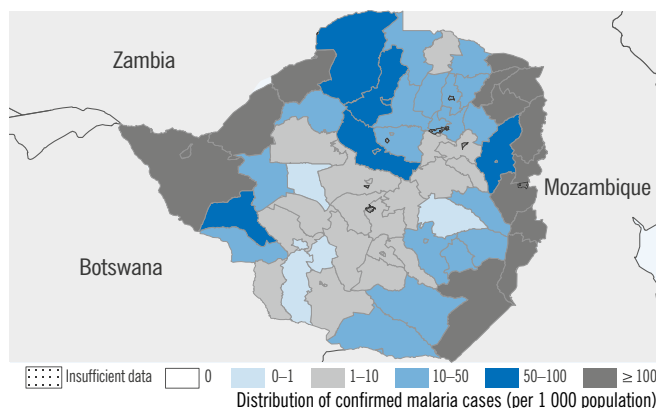 Zambia
Mozambique
Botswana
Insufficient data 0 0–1 1–10 10–50 50–100 ≥ 100
Distribution of confirmed malaria cases (per 1 000 population)